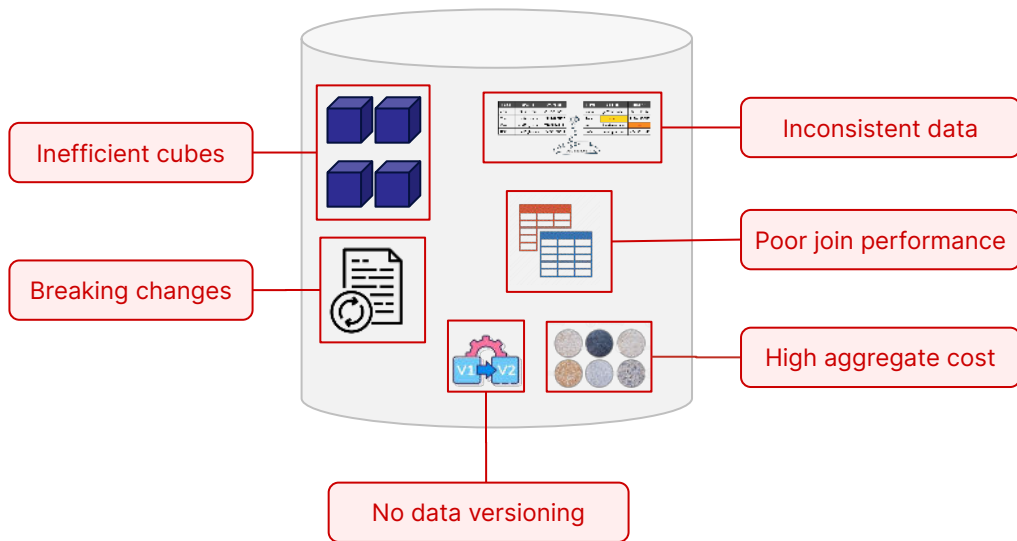 Inefficient cubes
Inconsistent data
Poor join performance
Breaking changes
V1
V2
High aggregate cost
No data versioning